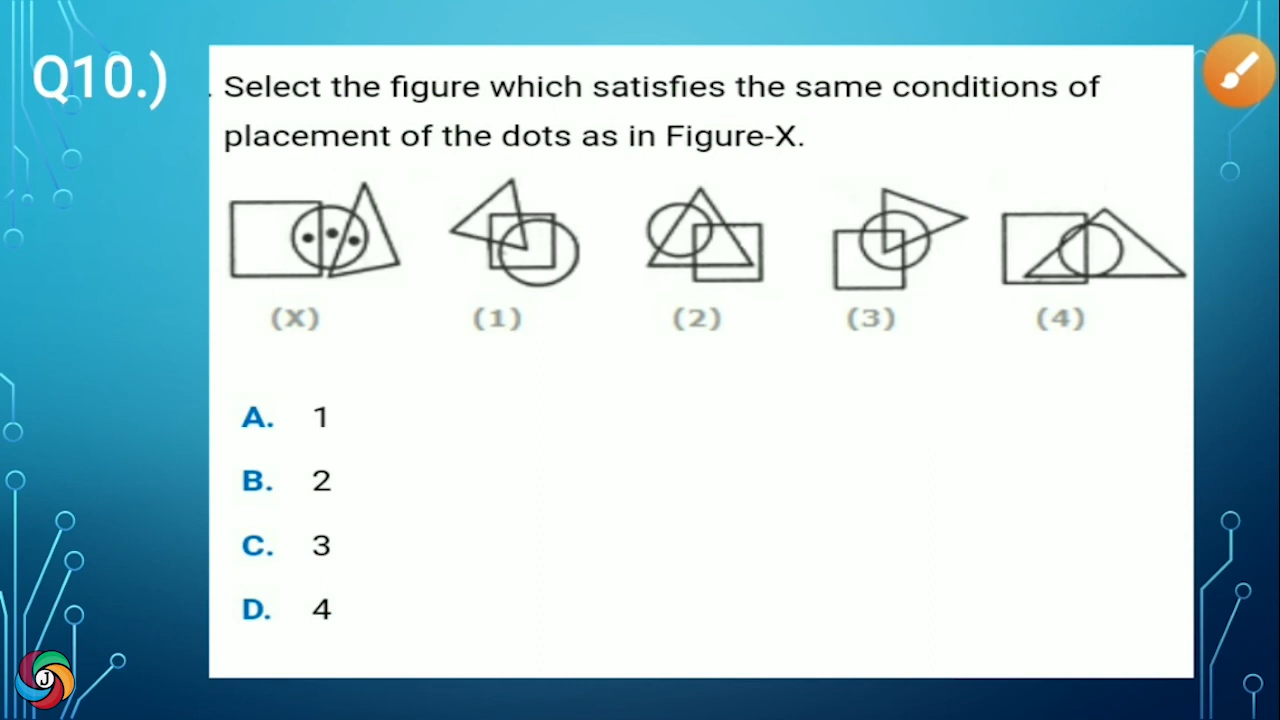 Q10.)
. Select the figure which satisfies the same conditions of
placement of the dots as in Figure-X.
(X) (1) (2) (3) (4)
A. 1
B. 2
C. 3
D. 4
J